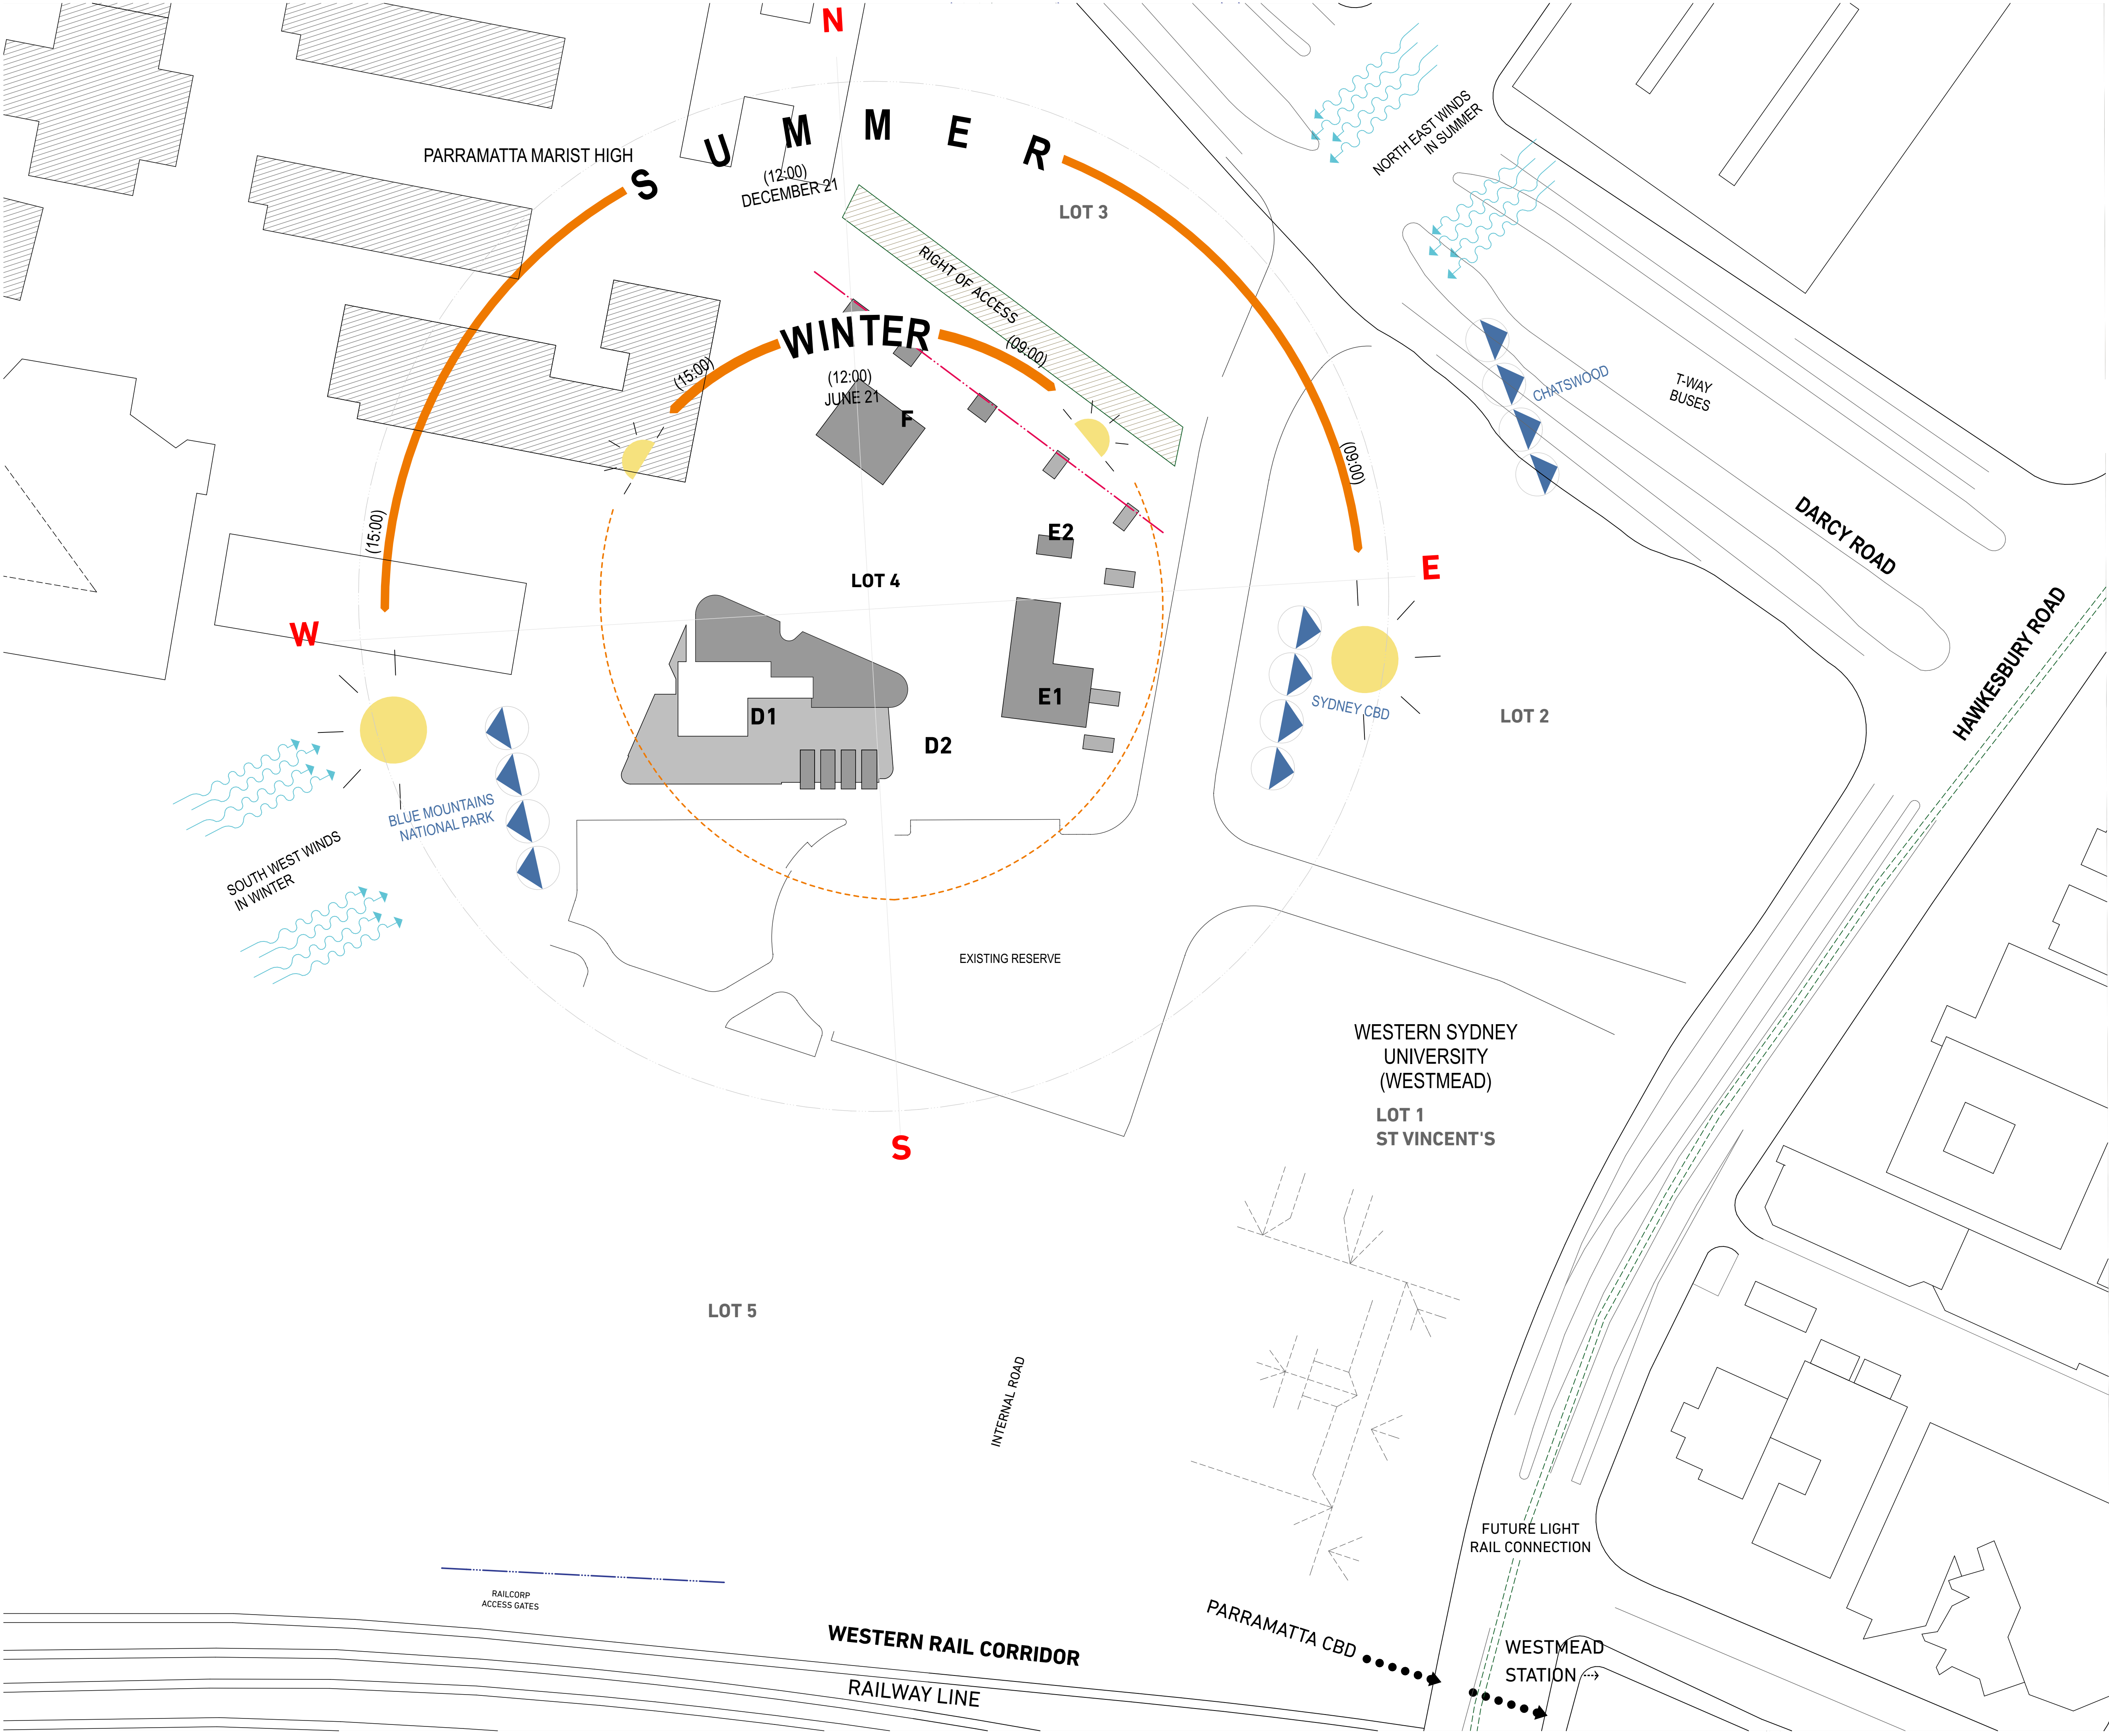 N
SUMMER
PARRAMATTA MARIST HIGH
(12:00)
DECEMBER 21
LOT 3
NORTH EAST WINDS
IN SUMMER
RIGHT OF ACCESS
WINTER
(15:00)
(09:00)
(12:00)
JUNE 21
F
CHATSWOOD
T-WAY
BUSES
(15:00)
(09:00)
DARCY ROAD
E2
LOT 4
E
W
HAWKESBURY ROAD
E1
D1
D2
SYDNEY CBD
LOT 2
BLUE MOUNTAINS
NATIONAL PARK
SOUTH WEST WINDS
IN WINTER
EXISTING RESERVE
WESTERN SYDNEY
UNIVERSITY
(WESTMEAD)
LOT 1
ST VINCENT'S
S
LOT 5
INTERNAL ROAD
FUTURE LIGHT
RAIL CONNECTION
RAILCORP
ACCESS GATES
WESTERN RAIL CORRIDOR
RAILWAY LINE
PARRAMATTA CBD
WESTMEAD
STATION